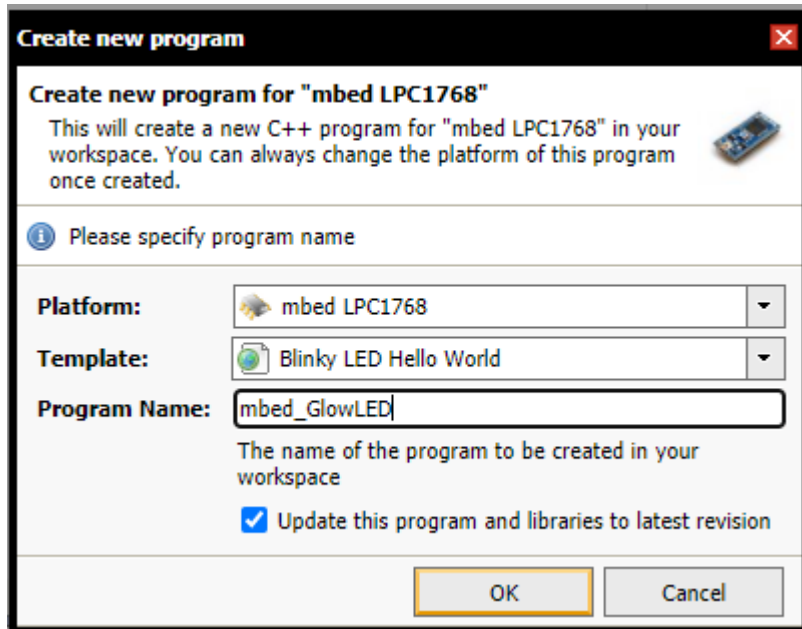 Create new program
Create new program for "mbed LPC1768"
This will create a new C++ program for "mbed LPC1768" in your
workspace. You can always change the platform of this program
once created.
Please specify program name
Platform: mbed LPC1768
Template: Blinky LED Hello World
Program Name: mbed_GlowLED
The name of the program to be created in your
workspace
Update this program and libraries to latest revision
OK Cancel